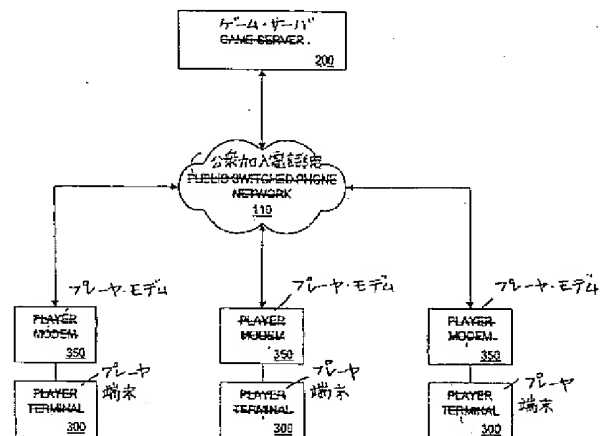 ゲーム・サーバ
GAME SERVER
200
公衆加入電話網
PUBLIC SWITCHED PHONE
NETWORK
110
プレーヤ・モデム
プレーヤ・モデム
プレーヤ・モデム
PLAYER
MODEM
350
PLAYER
MODEM
350
PLAYER
MODEM
350
PLAYER
TERMINAL
300
プレーヤ
端末
PLAYER
TERMINAL
300
プレーヤ
端末
PLAYER
TERMINAL
300
プレーヤ
端末